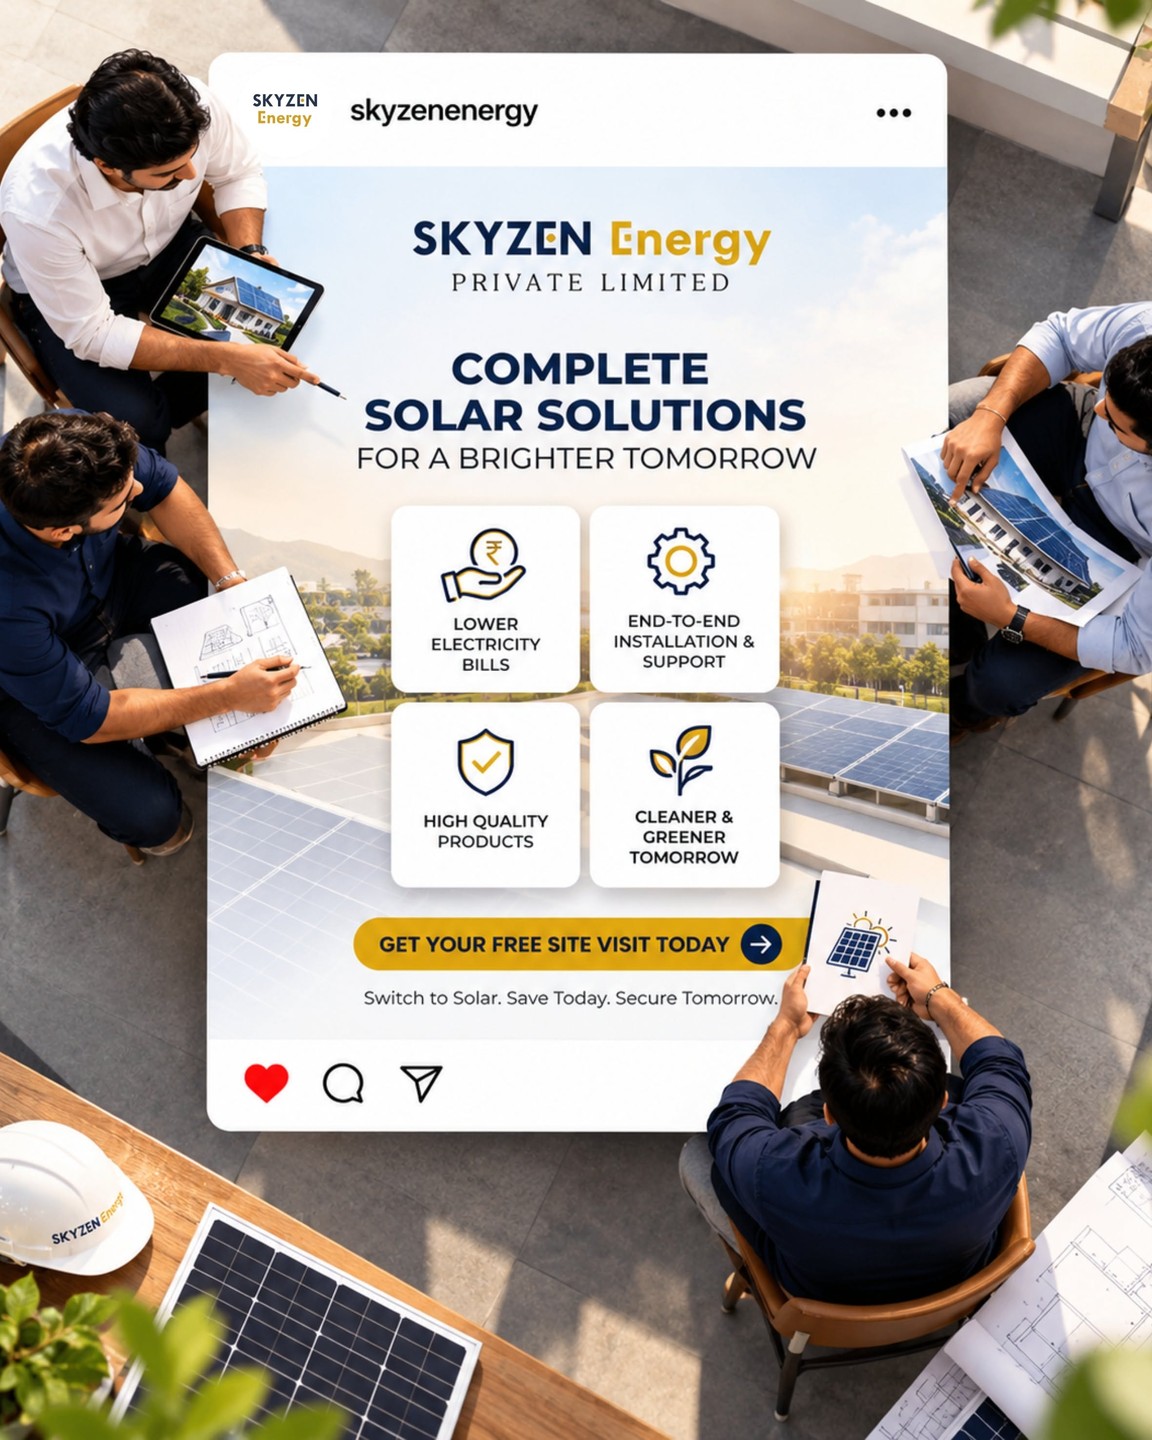 SKYZEN
Energy
skyzenenergy
SKYZEN Energy
PRIVATE LIMITED
COMPLETE
SOLAR SOLUTIONS
FOR A BRIGHTER TOMORROW
₹
LOWER
ELECTRICITY
BILLS
END-TO-END
INSTALLATION &
SUPPORT
HIGH QUALITY
PRODUCTS
CLEANER &
GREENER
TOMORROW
GET YOUR FREE SITE VISIT TODAY
Switch to Solar. Save Today. Secure Tomorrow.
SKYZEN Energy